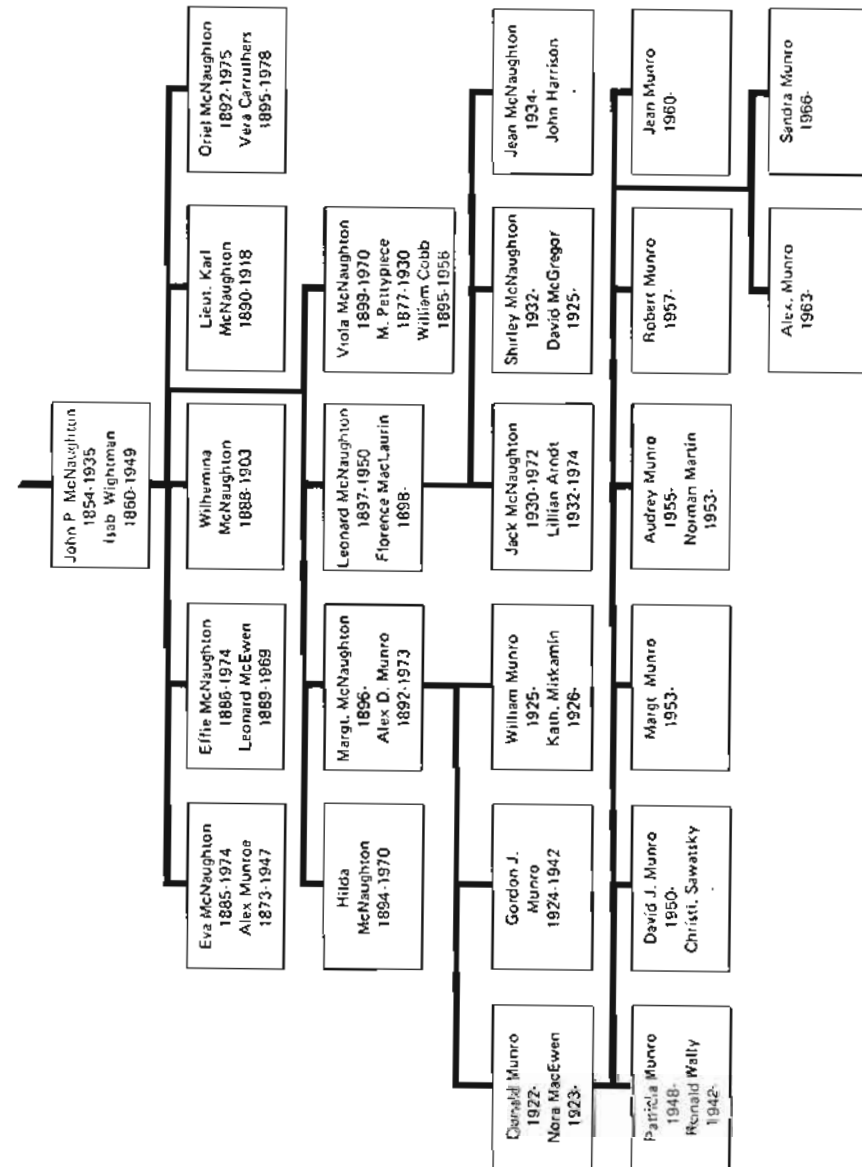 John P. McNaughton
1854-1935
Isab Wightman
1860-1949
Eva McNaughton
1885-1974
Alex Munroe
1873-1947
Effie McNaughton
1886-1974
Leonard McEwen
1889-1969
Wilhemina
McNaughton
1888-1903
Lieut. Karl
McNaughton
1890-1918
Oriel McNaughton
1892-1975
Vera Carruthers
1895-1978
Hilda
McNaughton
1894-1970
Margt. McNaughton
1896-
Alex D. Munro
1892-1973
Leonard McNaughton
1897-1950
Florence MacLaurin
1898-
Viola McNaughton
1899-1970
M. Pettypiece
1877-1930
William Cobb
1895-1956
Donald Munro
1922-
Nora MacEwen
1923-
Gordon J.
Munro
1924-1942
William Munro
1925-
Kath. Miskamin
1926-
Jack McNaughton
1930-1972
Lillian Arndt
1932-1974
Shirley McNaughton
1932-
David McGregor
1925-
Jean McNaughton
1934-
John Harrison
Patricia Munro
1948-
Ronald Wally
1942-
David J. Munro
1950-
Christi. Sawatsky
Margt Munro
1953-
Audrey Munro
1955-
Norman Martin
1953-
Robert Munro
1957-
Jean Munro
1960-
Alex. Munro
1963-
Sandra Munro
1966-